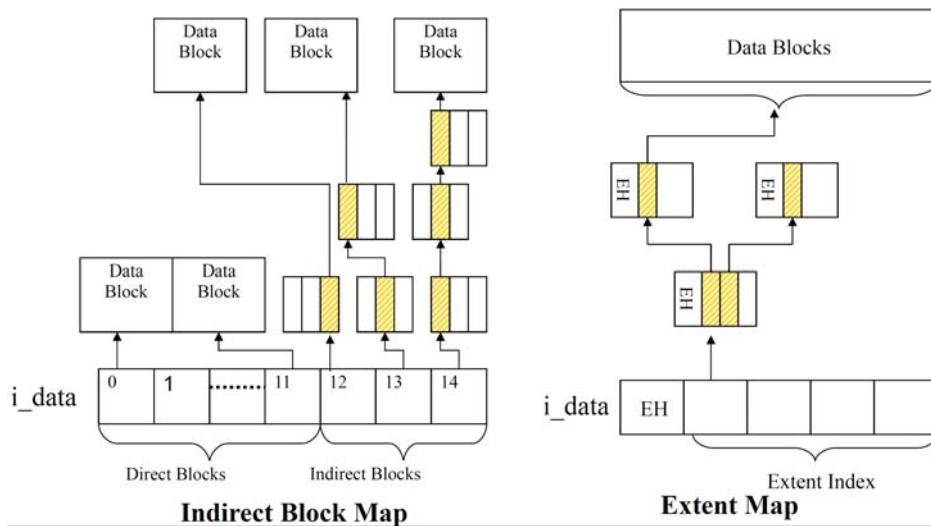 Data
Block
Data
Block
Data
Block
Data
Block
Data
Block
i_data
0
1
11
12
13
14
Direct Blocks
Indirect Blocks
Indirect Block Map
Data Blocks
EH
EH
EH
i_data
EH
Extent Index
Extent Map